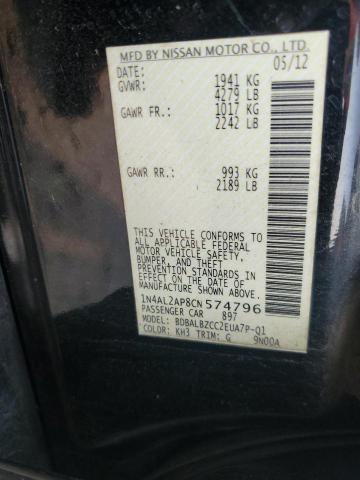 MFD BY NISSAN MOTOR CO., LTD.
DATE: 05/12
GVWR: 1941 KG
4279 LB
GAWR FR.: 1017 KG
2242 LB
GAWR RR.: 993 KG
2189 LB
THIS VEHICLE CONFORMS TO ALL
APPLICABLE FEDERAL
MOTOR VEHICLE SAFETY,
BUMPER, AND THEFT
PREVENTION STANDARDS IN
EFFECT ON THE DATE OF
MANUFACTURE SHOWN ABOVE.
1N4AL2AP8CN574796
PASSENGER CAR 897
MODEL: BDBALBZCC2EUA7P-Q1
COLOR: KH3 TRIM: G 9N00A